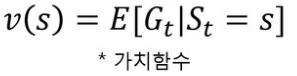 v(s) = E[G_t|S_t = s]
* 가치함수